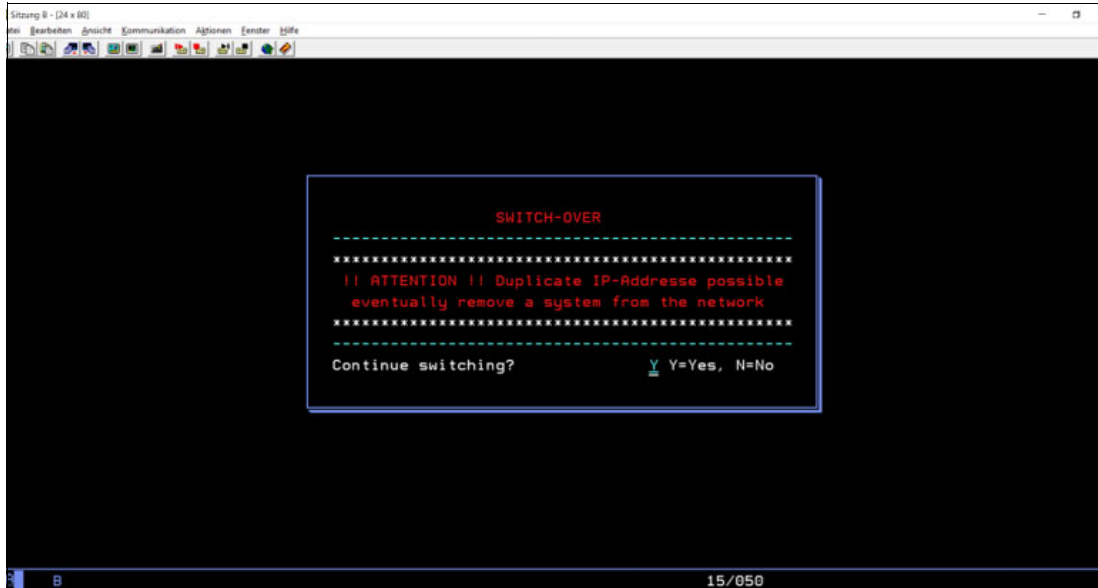 Sitzung B - [24 x 80]
atei Bearbeiten Ansicht Kommunikation Aktionen Fenster Hilfe
SWITCH-OVER
------------------------------------------------
************************************************
!! ATTENTION !! Duplicate IP-Addresse possible
eventually remove a system from the network
************************************************
------------------------------------------------
Continue switching? Y Y=Yes, N=No
B 15/050